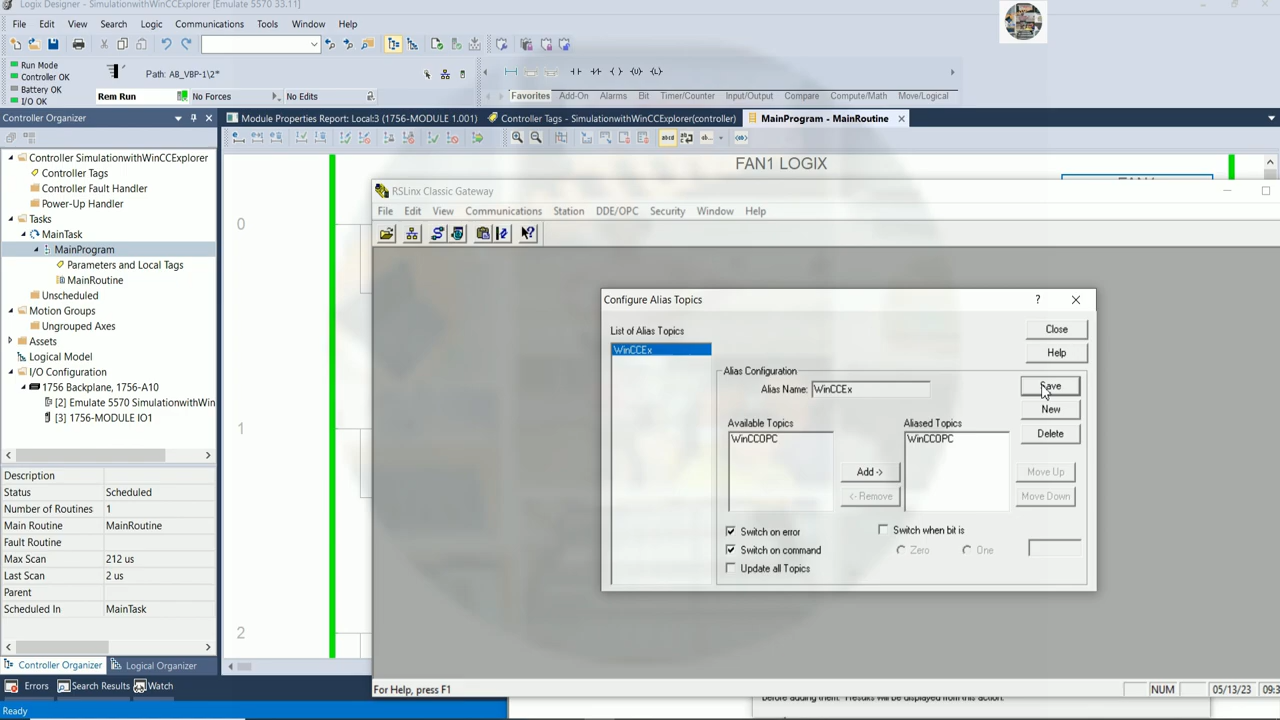 Logix Designer - SimulationwithWinCCExplorer [Emulate 5570 33.11]
File Edit View Search Logic Communications Tools Window Help
Run Mode
Controller OK
Battery OK
I/O OK
Path: AB_VBP-1\2*
Rem Run No Forces No Edits
Favorites Add-On Alarms Bit Timer/Counter Input/Output Compare Compute/Math Move/Logical
Controller Organizer
Module Properties Report: Local:3 (1756-MODULE 1.001) Controller Tags - SimulationwithWinCCExplorer(controller) MainProgram - MainRoutine
Controller SimulationwithWinCCExplorer
Controller Tags
Controller Fault Handler
Power-Up Handler
Tasks
MainTask
MainProgram
Parameters and Local Tags
MainRoutine
Unscheduled
Motion Groups
Ungrouped Axes
Assets
Logical Model
I/O Configuration
1756 Backplane, 1756-A10
[2] Emulate 5570 SimulationwithWin
[3] 1756-MODULE IO1
Description
Status Scheduled
Number of Routines 1
Main Routine MainRoutine
Fault Routine
Max Scan 212 us
Last Scan 2 us
Parent
Scheduled In MainTask
Controller Organizer Logical Organizer
Errors Search Results Watch
Ready
FAN1 LOGIX
0
1
2
RSLinx Classic Gateway
File Edit View Communications Station DDE/OPC Security Window Help
Configure Alias Topics ?
List of Alias Topics
WinCCEx
Close
Help
Alias Configuration
Alias Name: WinCCEx
Save
New
Delete
Available Topics
WinCCOPC
Aliased Topics
WinCCOPC
Add ->
<- Remove
Move Up
Move Down
Switch on error
Switch on command
Update all Topics
Switch when bit is
Zero One
For Help, press F1
NUM 05/13/23